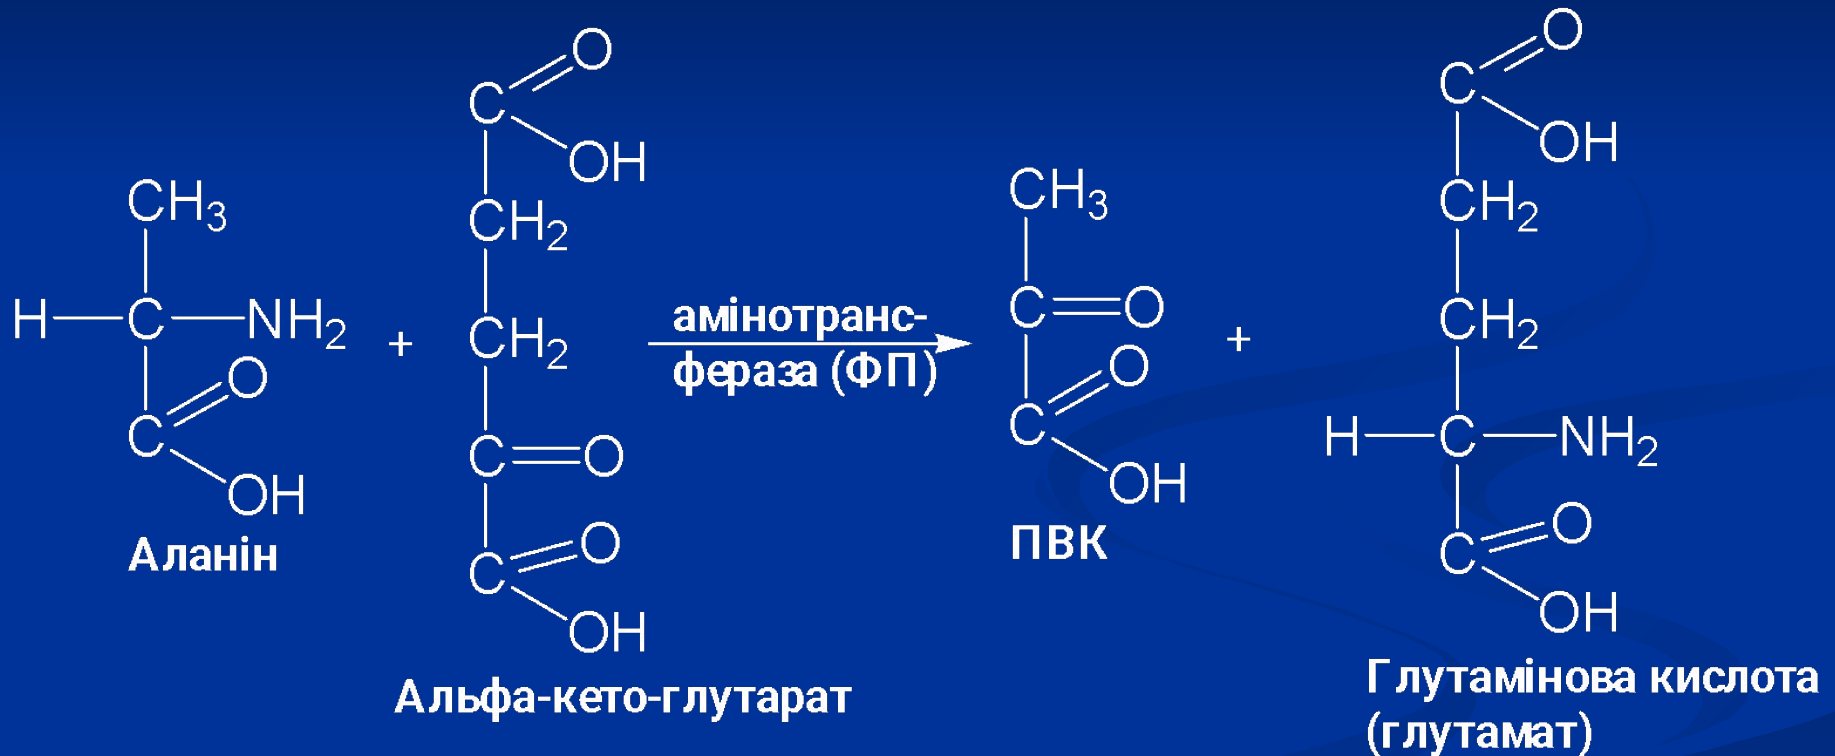 CH3
H—C—NH2
C
O
OH
Аланін
+
C
O
OH
CH2
CH2
C=O
C
O
OH
Альфа-кето-глутарат
амінотранс-
фераза (ФП)
CH3
C=O
C
O
OH
ПВК
+
C
O
OH
CH2
CH2
H—C—NH2
C
O
OH
Глутамінова кислота
(глутамат)